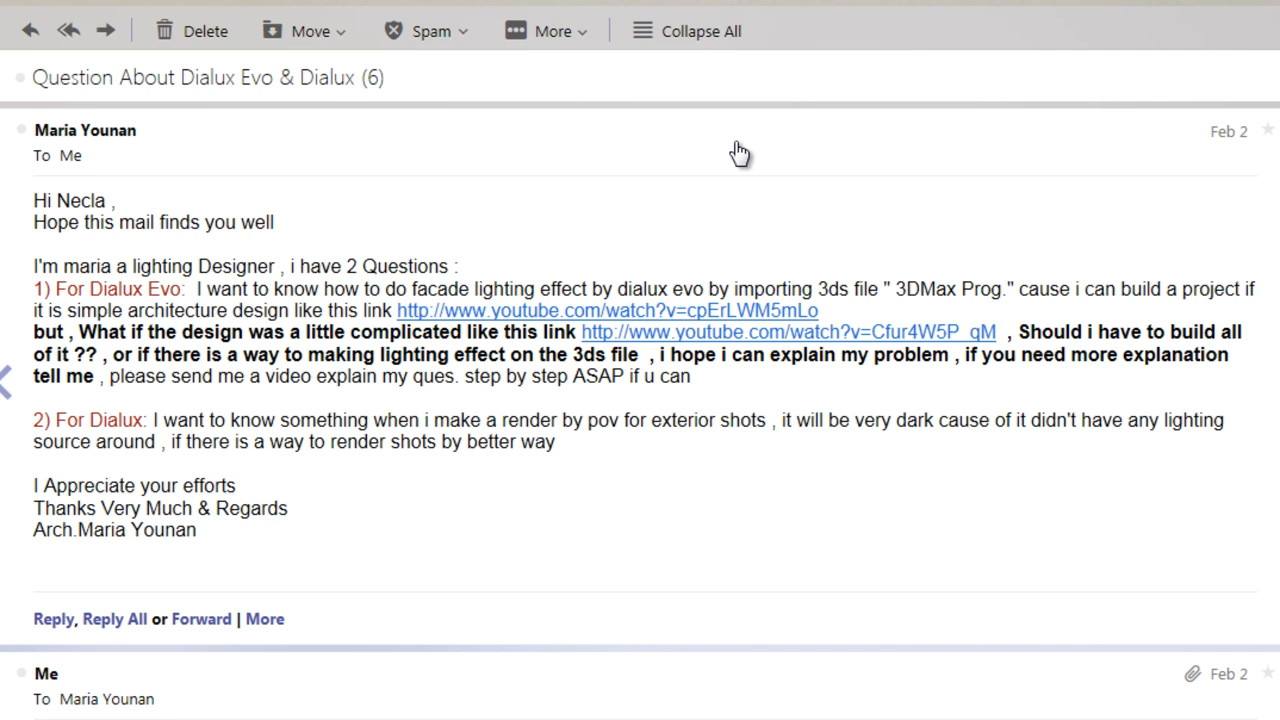 Delete Move Spam More Collapse All
Question About Dialux Evo & Dialux (6)
Maria Younan Feb 2
To Me
Hi Necla ,
Hope this mail finds you well
I'm maria a lighting Designer , i have 2 Questions :
1) For Dialux Evo: I want to know how to do facade lighting effect by dialux evo by importing 3ds file " 3DMax Prog." cause i can build a project if
it is simple architecture design like this link http://www.youtube.com/watch?v=cpErLWM5mLo
but , What if the design was a little complicated like this link http://www.youtube.com/watch?v=Cfur4W5P_qM , Should i have to build all
of it ?? , or if there is a way to making lighting effect on the 3ds file , i hope i can explain my problem , if you need more explanation
tell me , please send me a video explain my ques. step by step ASAP if u can
2) For Dialux: I want to know something when i make a render by pov for exterior shots , it will be very dark cause of it didn't have any lighting
source around , if there is a way to render shots by better way
I Appreciate your efforts
Thanks Very Much & Regards
Arch.Maria Younan
Reply, Reply All or Forward | More
Me Feb 2
To Maria Younan